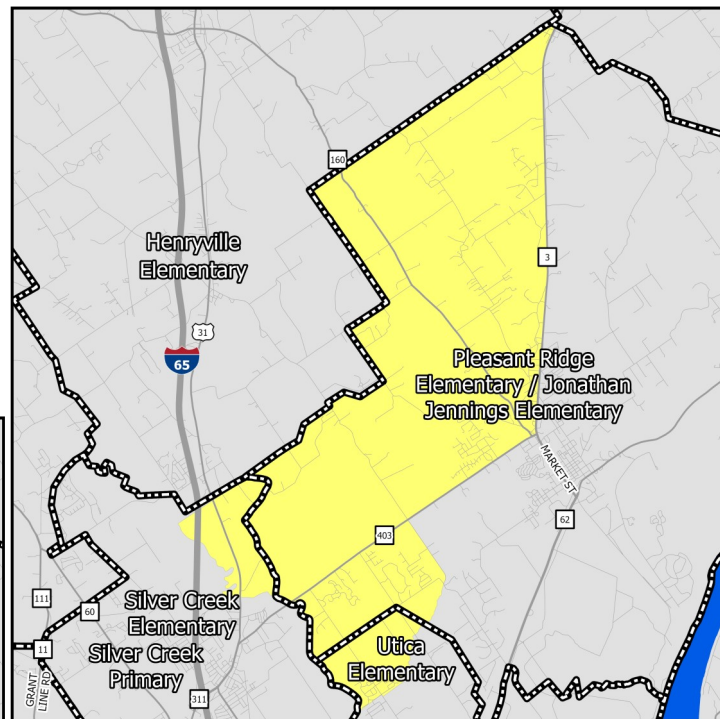 160
Henryville
Elementary
3
31
65
Pleasant Ridge
Elementary / Jonathan
Jennings Elementary
MARKET ST
62
403
111
60
Silver Creek
Elementary
Silver Creek
Primary
Utica
Elementary
11
GRANT
LINE RD
311